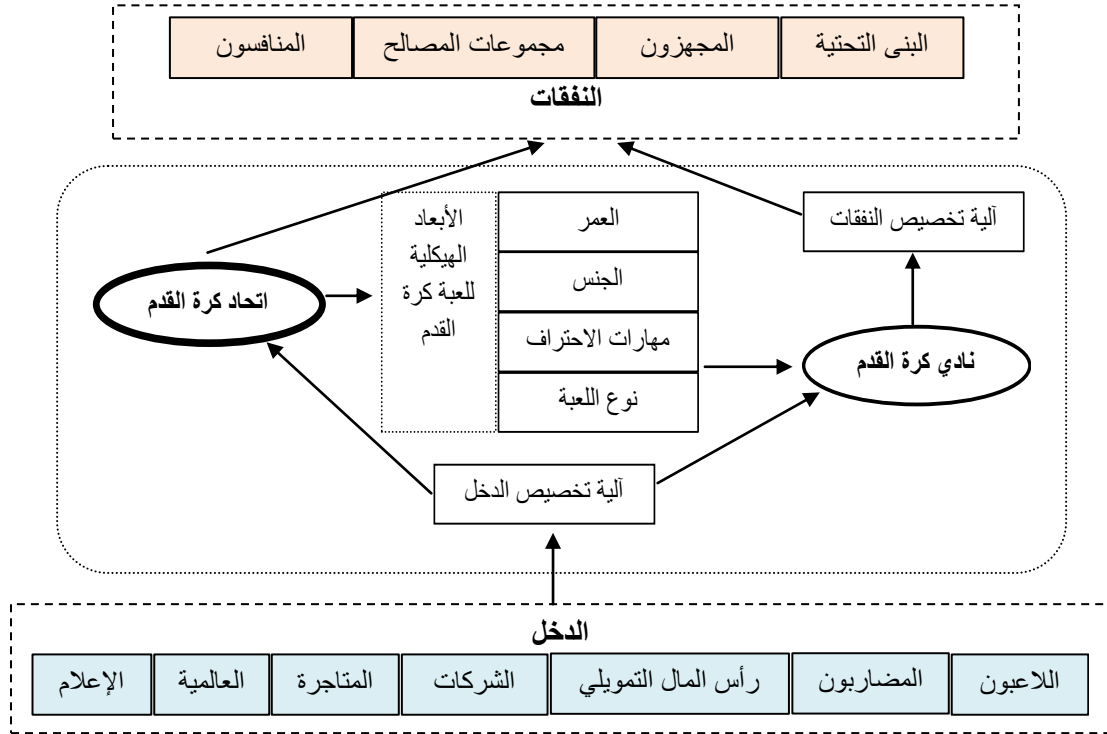 البنى التحتية
المجهزون
مجموعات المصالح
المنافسون
النفقات
آلية تخصيص النفقات
العمر
الجنس
مهارات الاحتراف
نوع اللعبة
الأبعاد
الهيكلية
للعبة كرة
القدم
نادي كرة القدم
اتحاد كرة القدم
آلية تخصيص الدخل
الدخل
اللاعبون
المضاربون
رأس المال التمويلي
الشركات
المتاجرة
العالمية
الإعلام